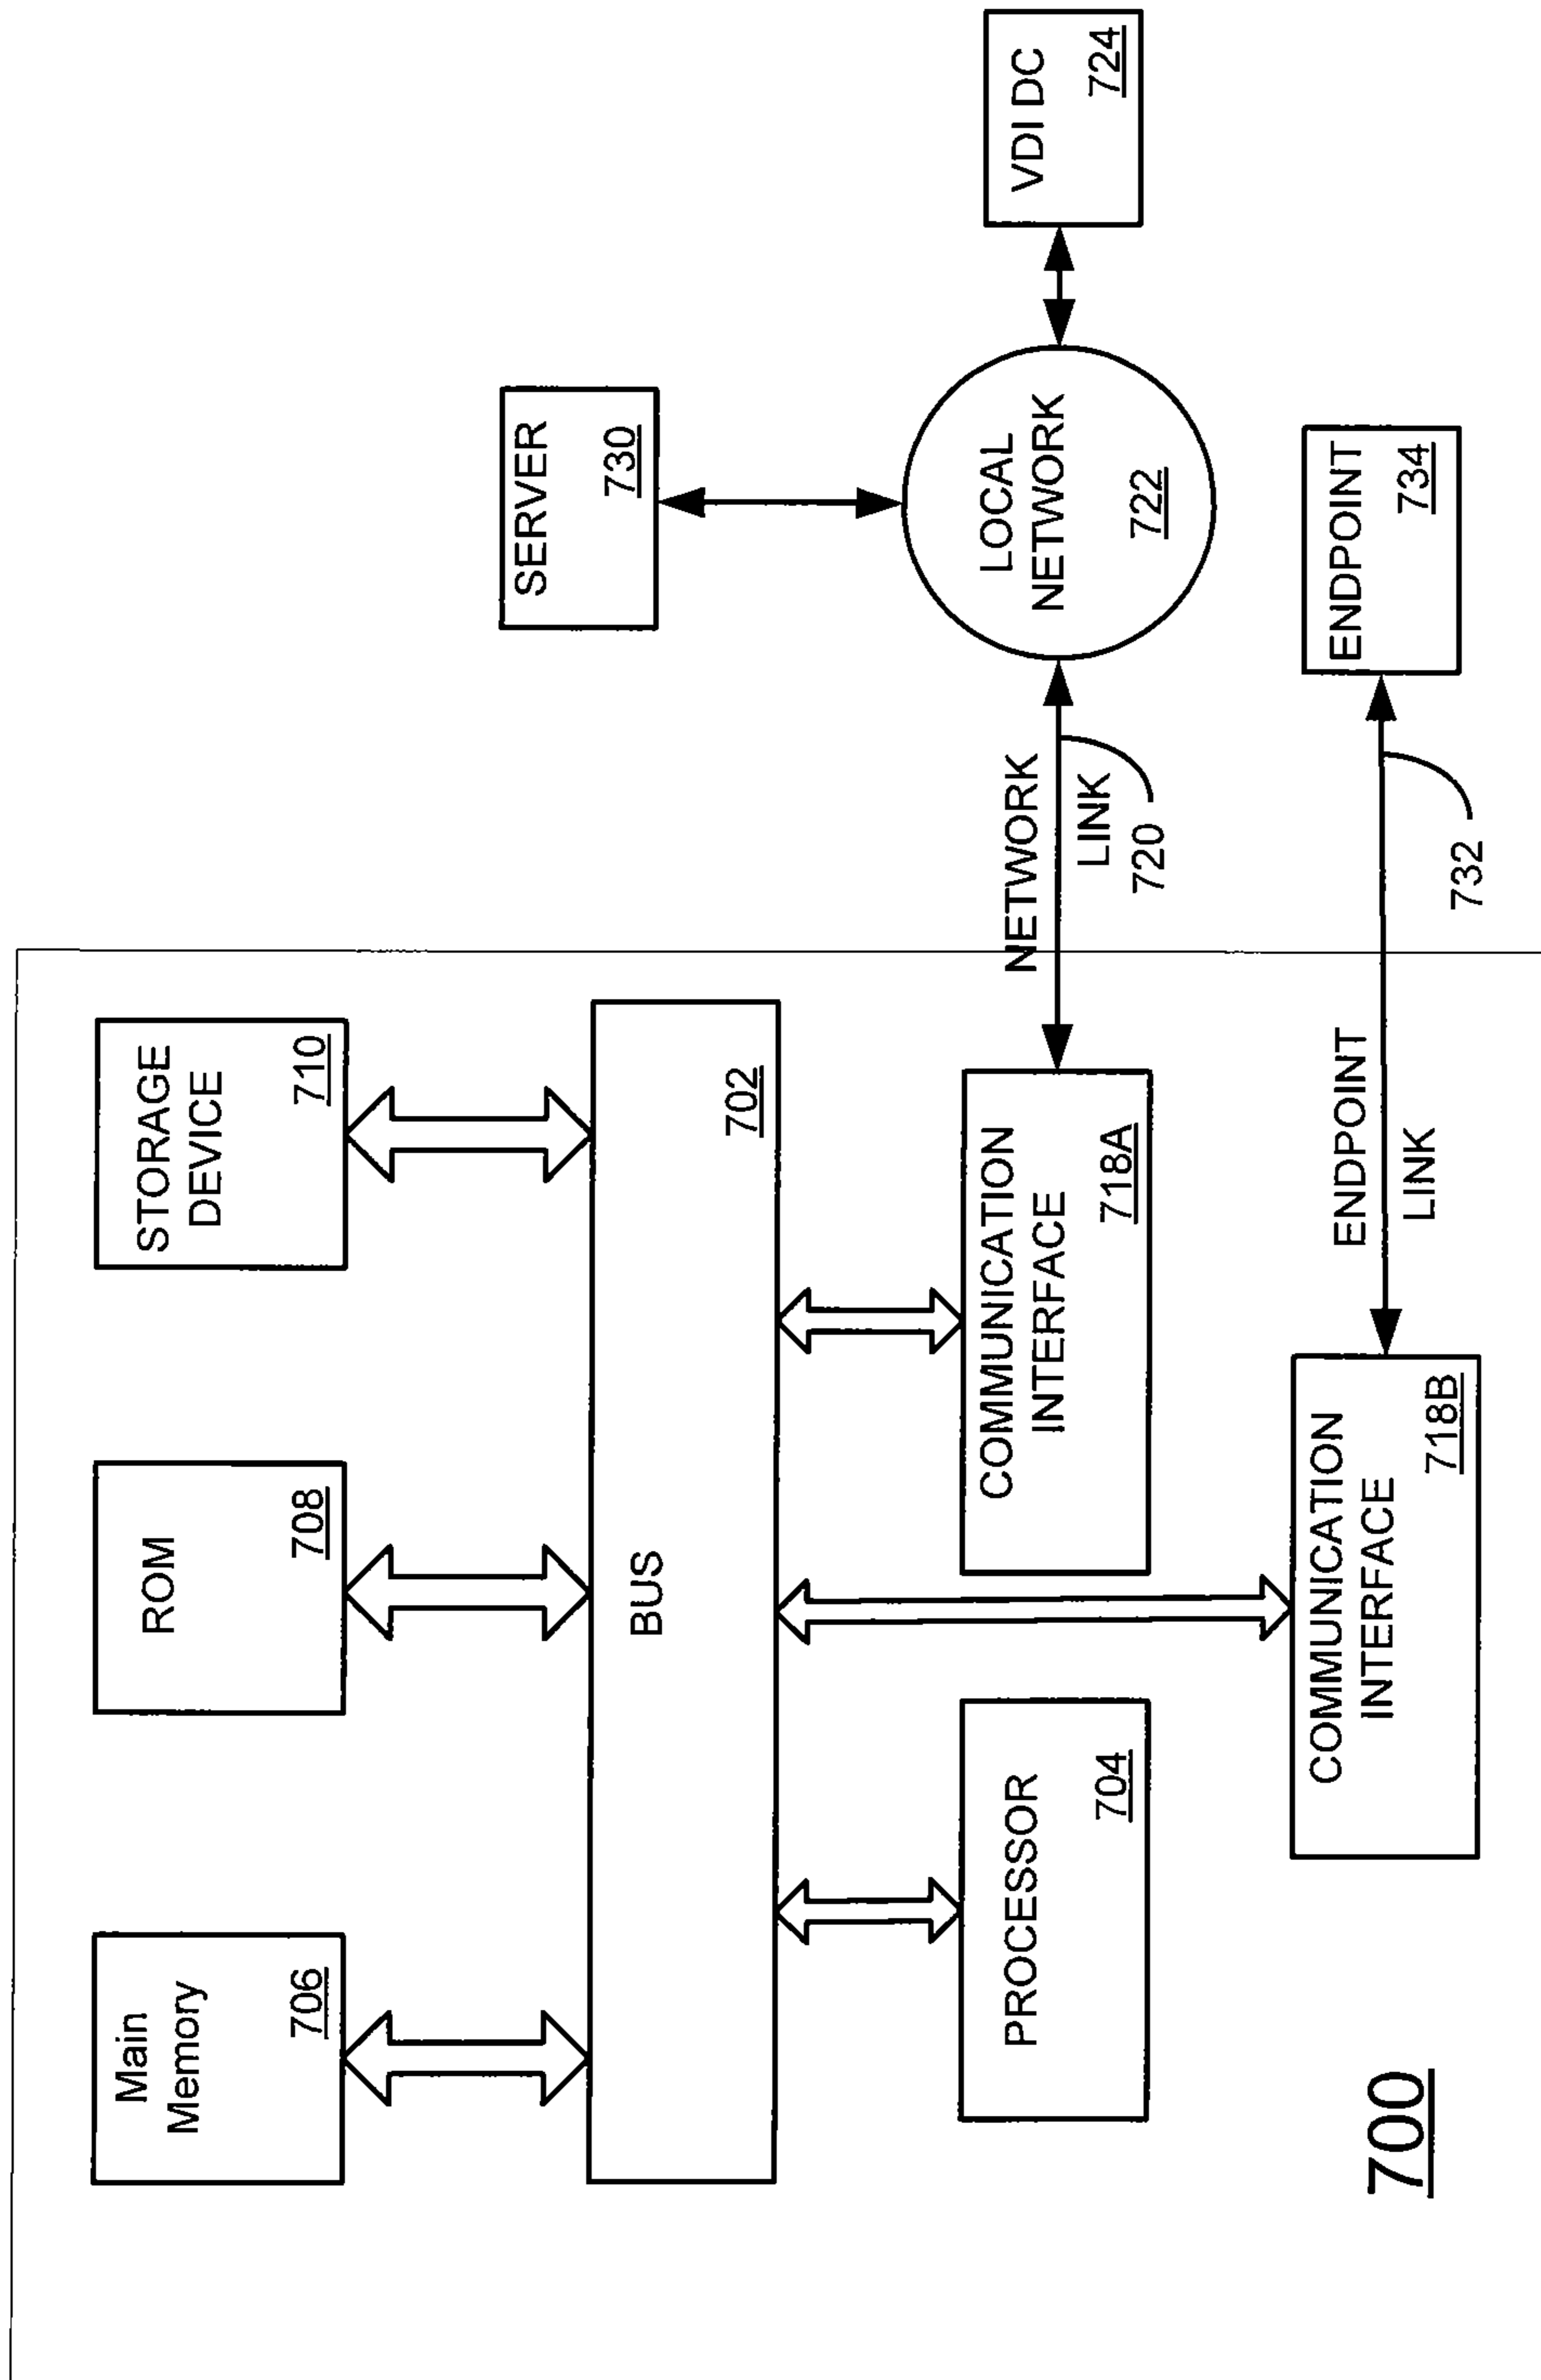 Main
Memory
706
ROM
708
STORAGE
DEVICE
710
BUS
702
PROCESSOR
704
COMMUNICATION
INTERFACE
718A
COMMUNICATION
INTERFACE
718B
700
SERVER
730
NETWORK
LINK
720
LOCAL
NETWORK
722
VDI DC
724
ENDPOINT
LINK
732
ENDPOINT
734